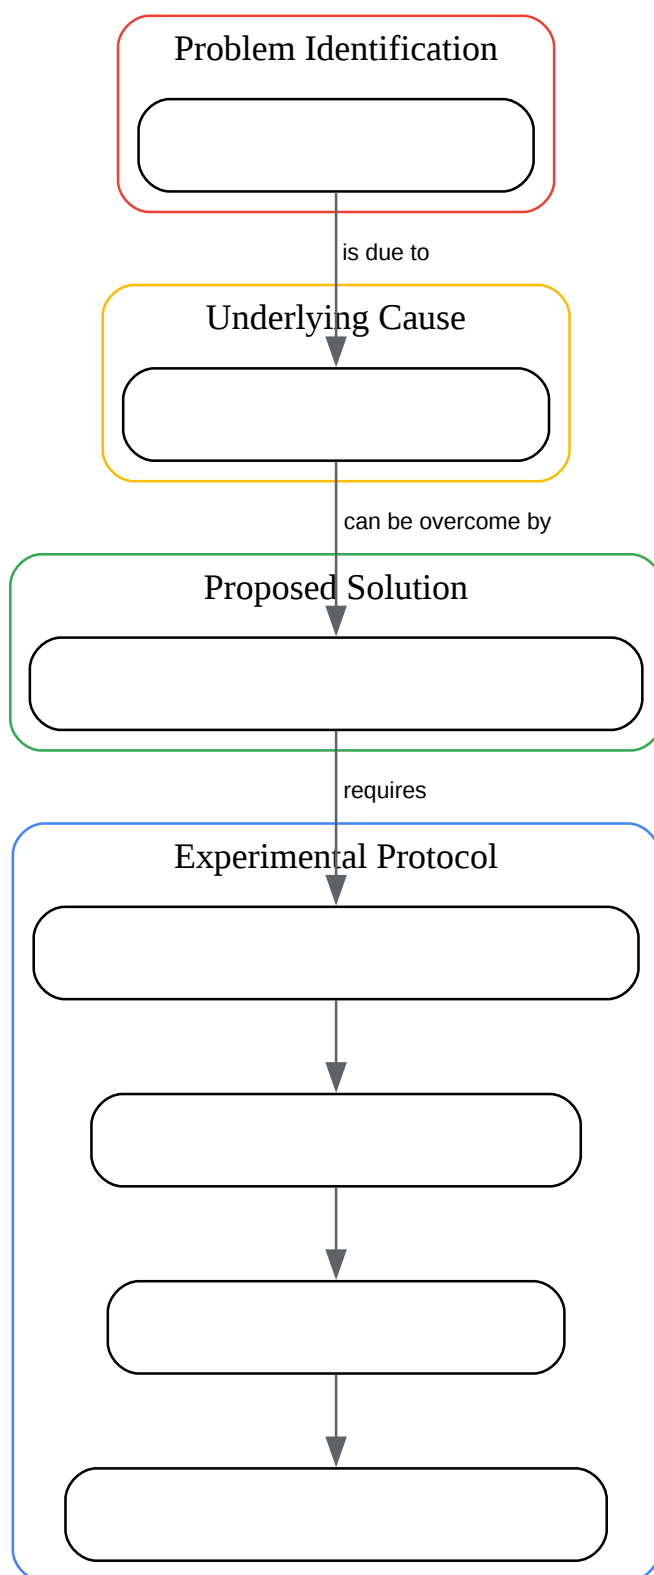 Problem Identification
is due to
Underlying Cause
can be overcome by
Proposed Solution
requires
Experimental Protocol